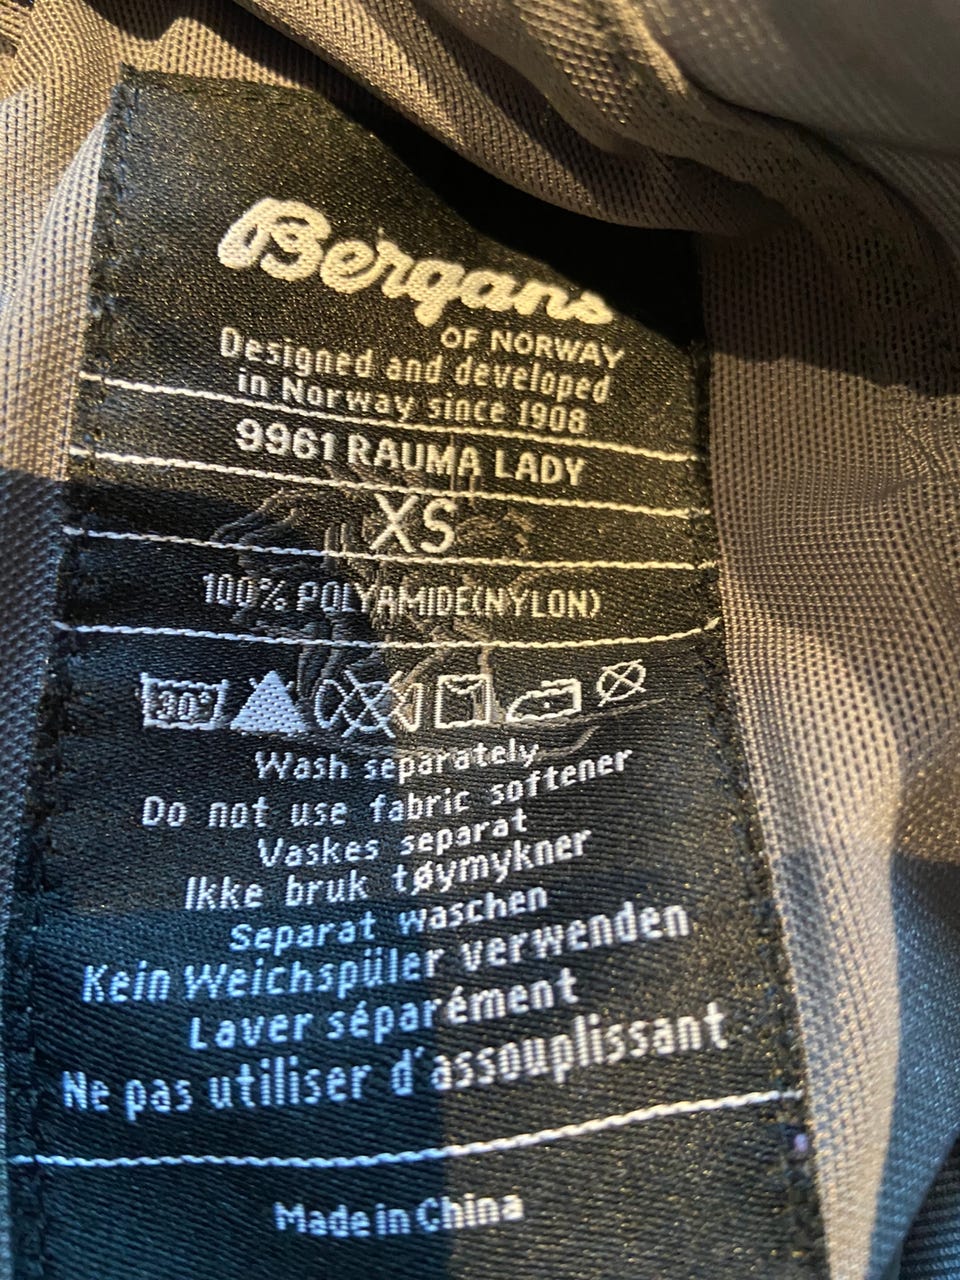 Bergans
OF NORWAY
Designed and developed
in Norway since 1908
9961 RAUMA LADY
XS
100% POLYAMIDE(NYLON)
30°
Wash separately
Do not use fabric softener
Vaskes separat
Ikke bruk tøymykner
Separat waschen
Kein Weichspüler verwenden
Laver séparément
Ne pas utiliser d'assouplissant
Made in China